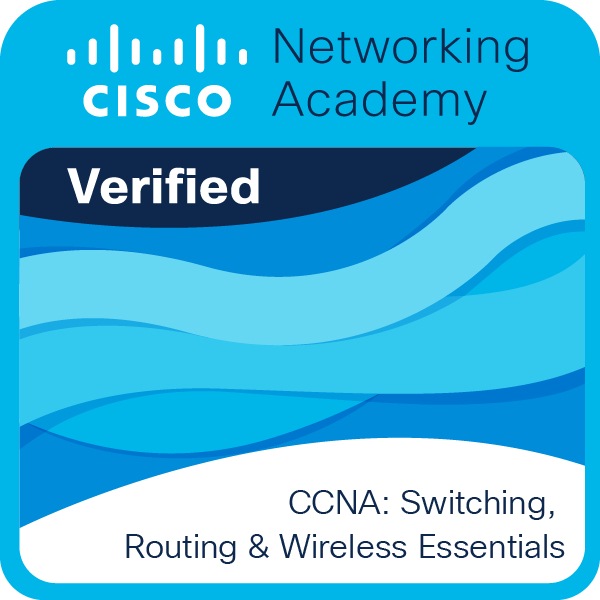 CISCO
Networking
Academy
Verified
CCNA: Switching,
Routing & Wireless Essentials